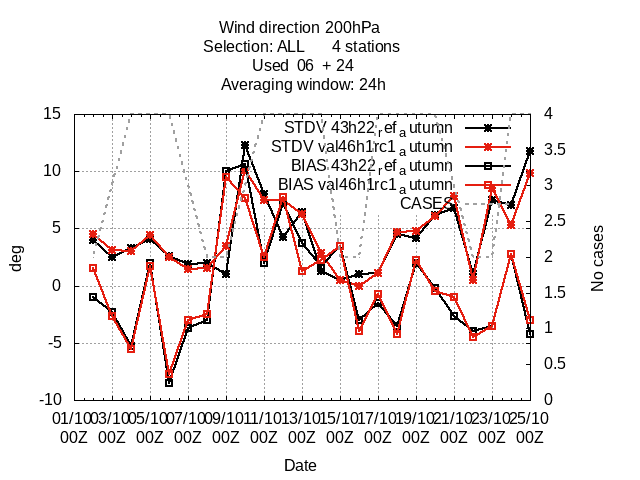 Wind direction 200hPa
Selection: ALL 4 stations
Used 06 + 24
Averaging window: 24h
15 10 5 0 -5 -10
deg
4 3.5 3 2.5 2 1.5 1 0.5 0
No cases
STDV 43h22_ref_autumn
STDV val46h1rc1_autumn
BIAS 43h22_ref_autumn
BIAS val46h1rc1_autumn
CASES
01/10 03/10 05/10 07/10 09/10 11/10 13/10 15/10 17/10 19/10 21/10 23/10 25/10
00Z 00Z 00Z 00Z 00Z 00Z 00Z 00Z 00Z 00Z 00Z 00Z 00Z
Date